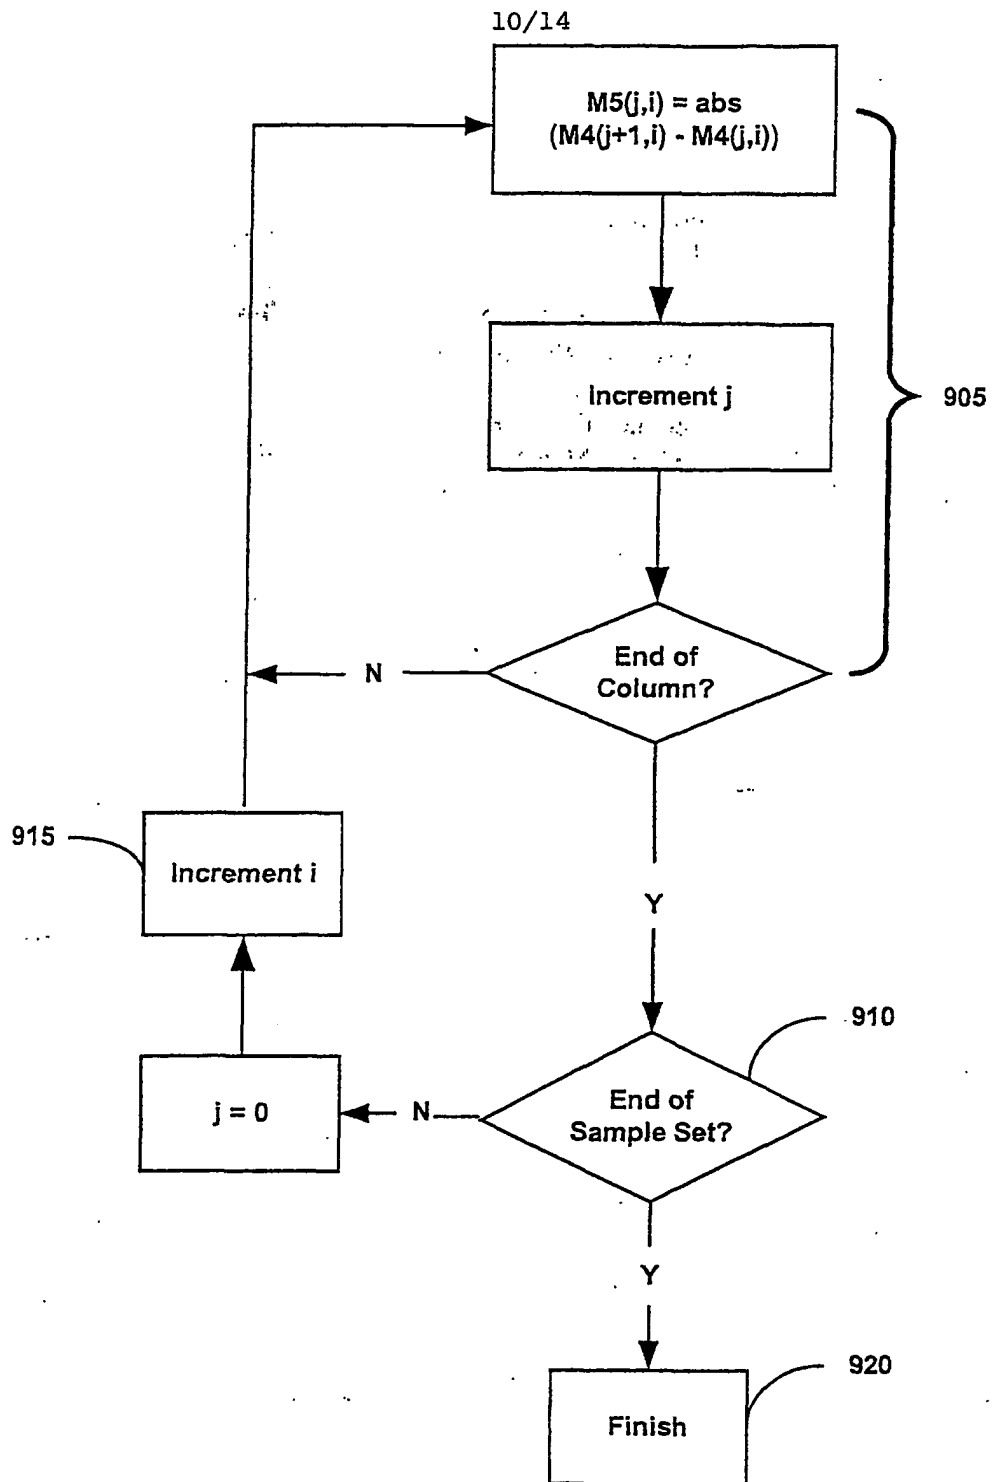 10/14
M5(j,i) = abs
(M4(j+1,i) - M4(j,i))
Increment j
905
End of
Column?
N
915
Increment i
Y
910
j = 0
N
End of
Sample Set?
Y
920
Finish